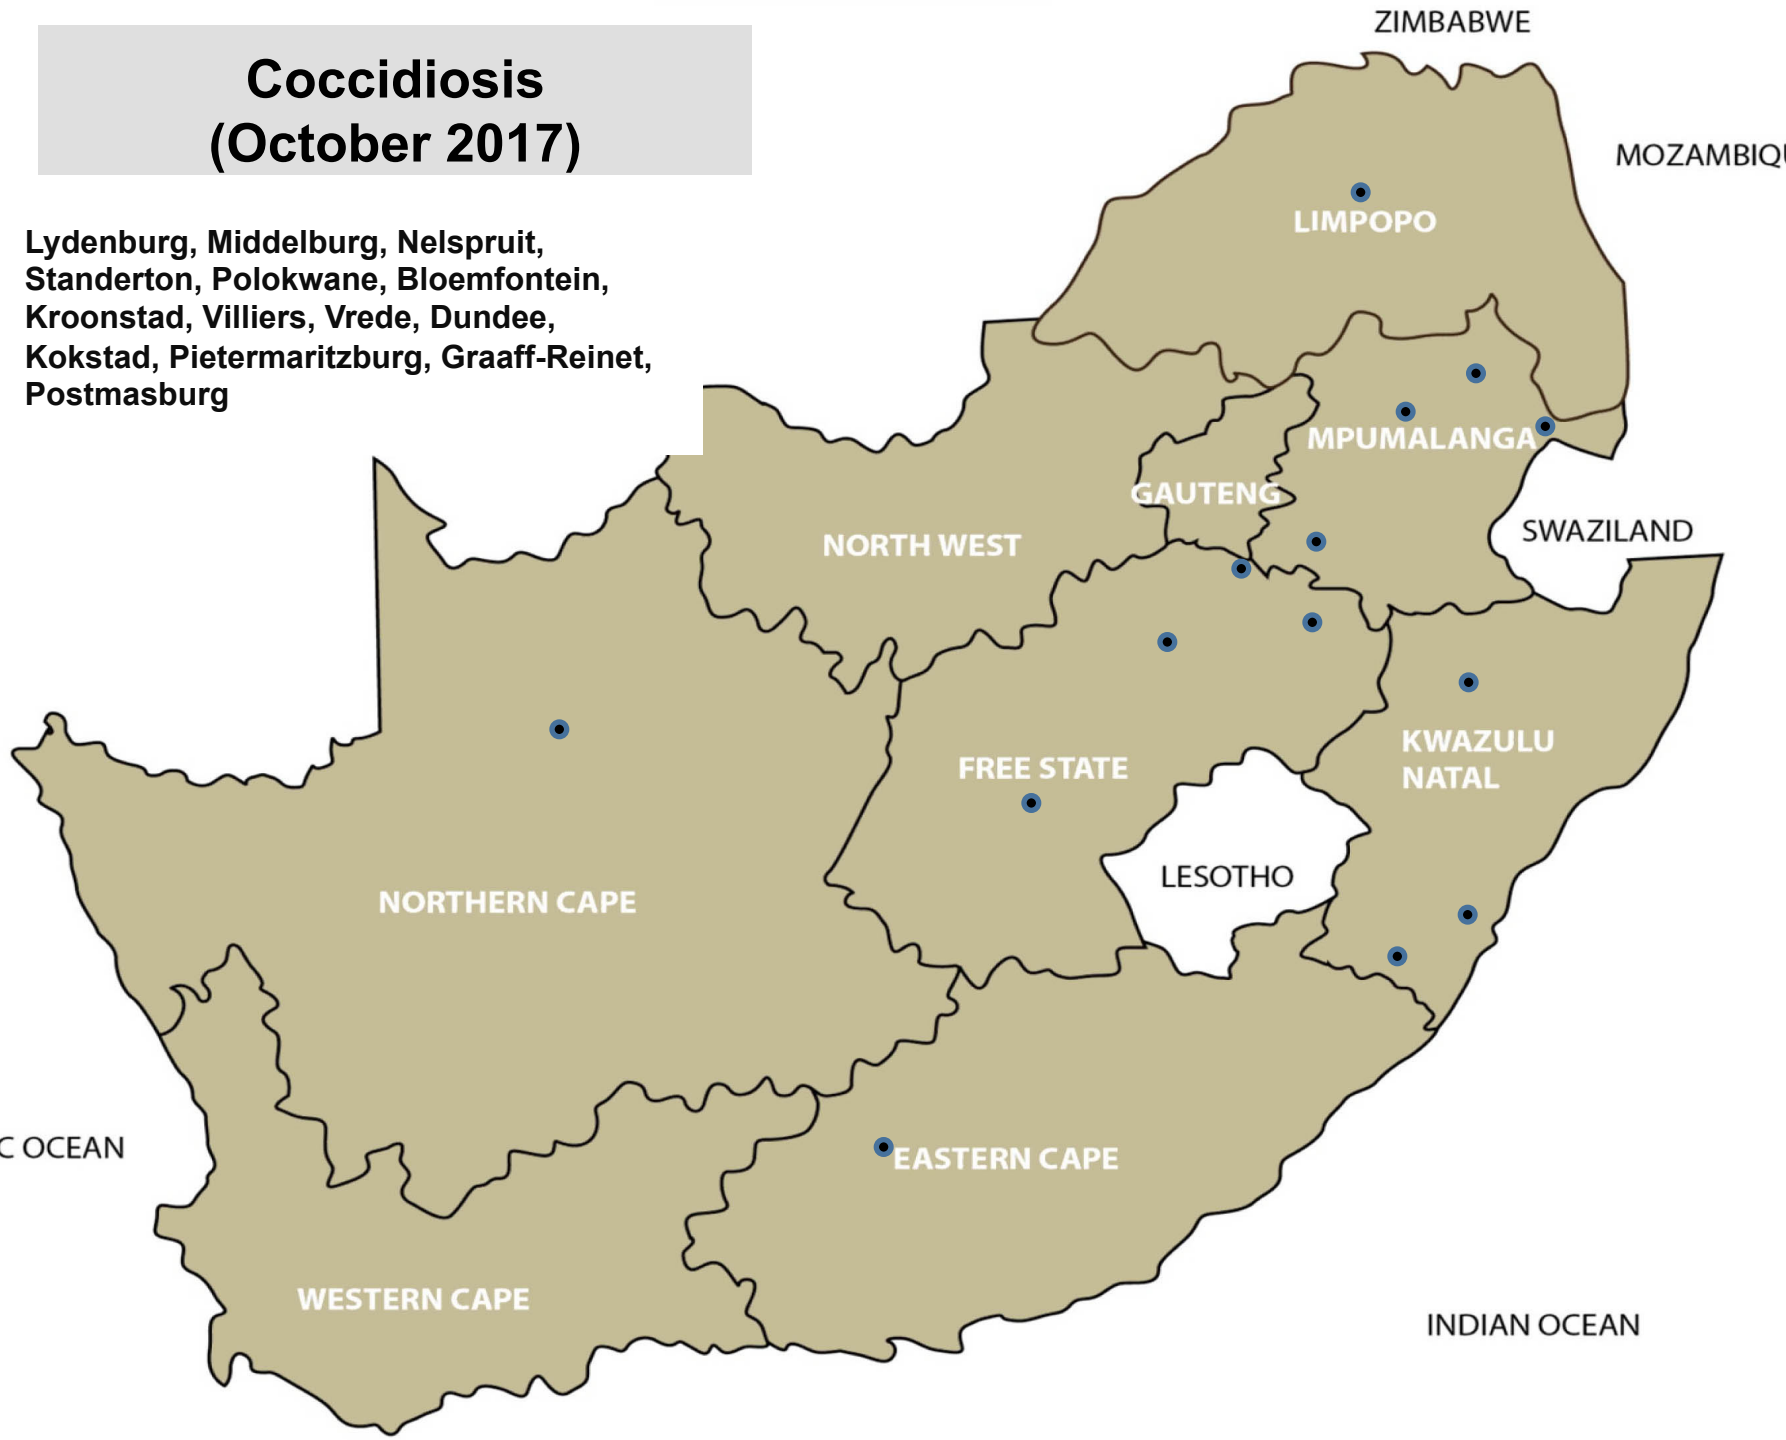 Coccidiosis
(October 2017)
Lydenburg, Middelburg, Nelspruit,
Standerton, Polokwane, Bloemfontein,
Kroonstad, Villiers, Vrede, Dundee,
Kokstad, Pietermaritzburg, Graaff-Reinet,
Postmasburg
ZIMBABWE
MOZAMBIQU
LIMPOPO
MPUMALANGA
GAUTENG
NORTH WEST
SWAZILAND
KWAZULU
NATAL
FREE STATE
LESOTHO
NORTHERN CAPE
C OCEAN
EASTERN CAPE
WESTERN CAPE
INDIAN OCEAN